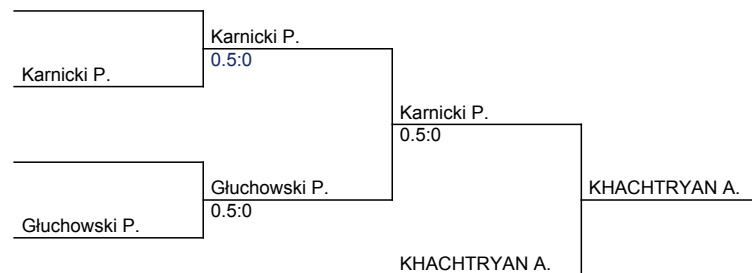 Karnicki P.
0.5:0
Karnicki P.
Karnicki P.
0.5:0
Głuchowski P.
KHACHTRYAN A.
0.5:0
Głuchowski P.
KHACHTRYAN A.